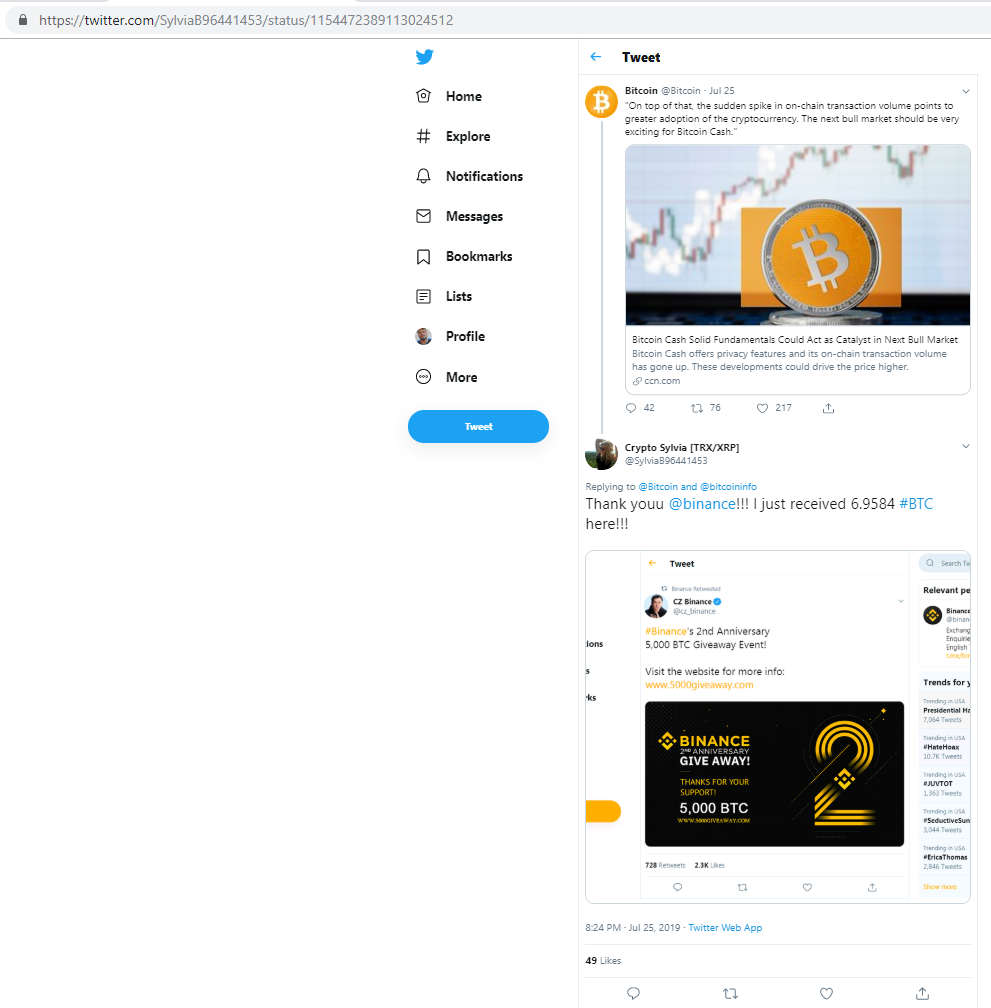 https://twitter.com/SylviaB96441453/status/1154472389113024512
Home
Explore
Notifications
Messages
Bookmarks
Lists
Profile
More
Tweet
Tweet
Bitcoin @Bitcoin · Jul 25
"On top of that, the sudden spike in on-chain transaction volume points to
greater adoption of the cryptocurrency. The next bull market should be very
exciting for Bitcoin Cash."
Bitcoin Cash Solid Fundamentals Could Act as Catalyst in Next Bull Market
Bitcoin Cash offers privacy features and its on-chain transaction volume
has gone up. These developments could drive the price higher.
ccn.com
42 76 217
Crypto Sylvia [TRX/XRP]
@SylviaB96441453
Replying to @Bitcoin and @bitcoininfo
Thank youu @binance!!! I just received 6.9584 #BTC
here!!!
Tweet
Binance Retweeted
CZ Binance
@cz_binance
#Binance's 2nd Anniversary
5,000 BTC Giveaway Event!
Visit the website for more info:
www.5000giveaway.com
BINANCE
2ND ANNIVERSARY
GIVE AWAY!
THANKS FOR YOUR
SUPPORT!
5,000 BTC
WWW.5000GIVEAWAY.COM
728 Retweets 2.3K Likes
ions
s
ks
Search Tw
Relevant pe
Binance
@binan
Exchang
Enquirie
English
t.me/bin
Trends for y
Trending in USA
Presidential Ha
7,064 Tweets
Trending in USA
#HateHoax
10.7K Tweets
Trending in USA
#JUVTOT
1,363 Tweets
Trending in USA
#SeductiveSun
3,044 Tweets
Trending in USA
#EricaThomas
2,846 Tweets
Show more
8:24 PM · Jul 25, 2019 · Twitter Web App
49 Likes